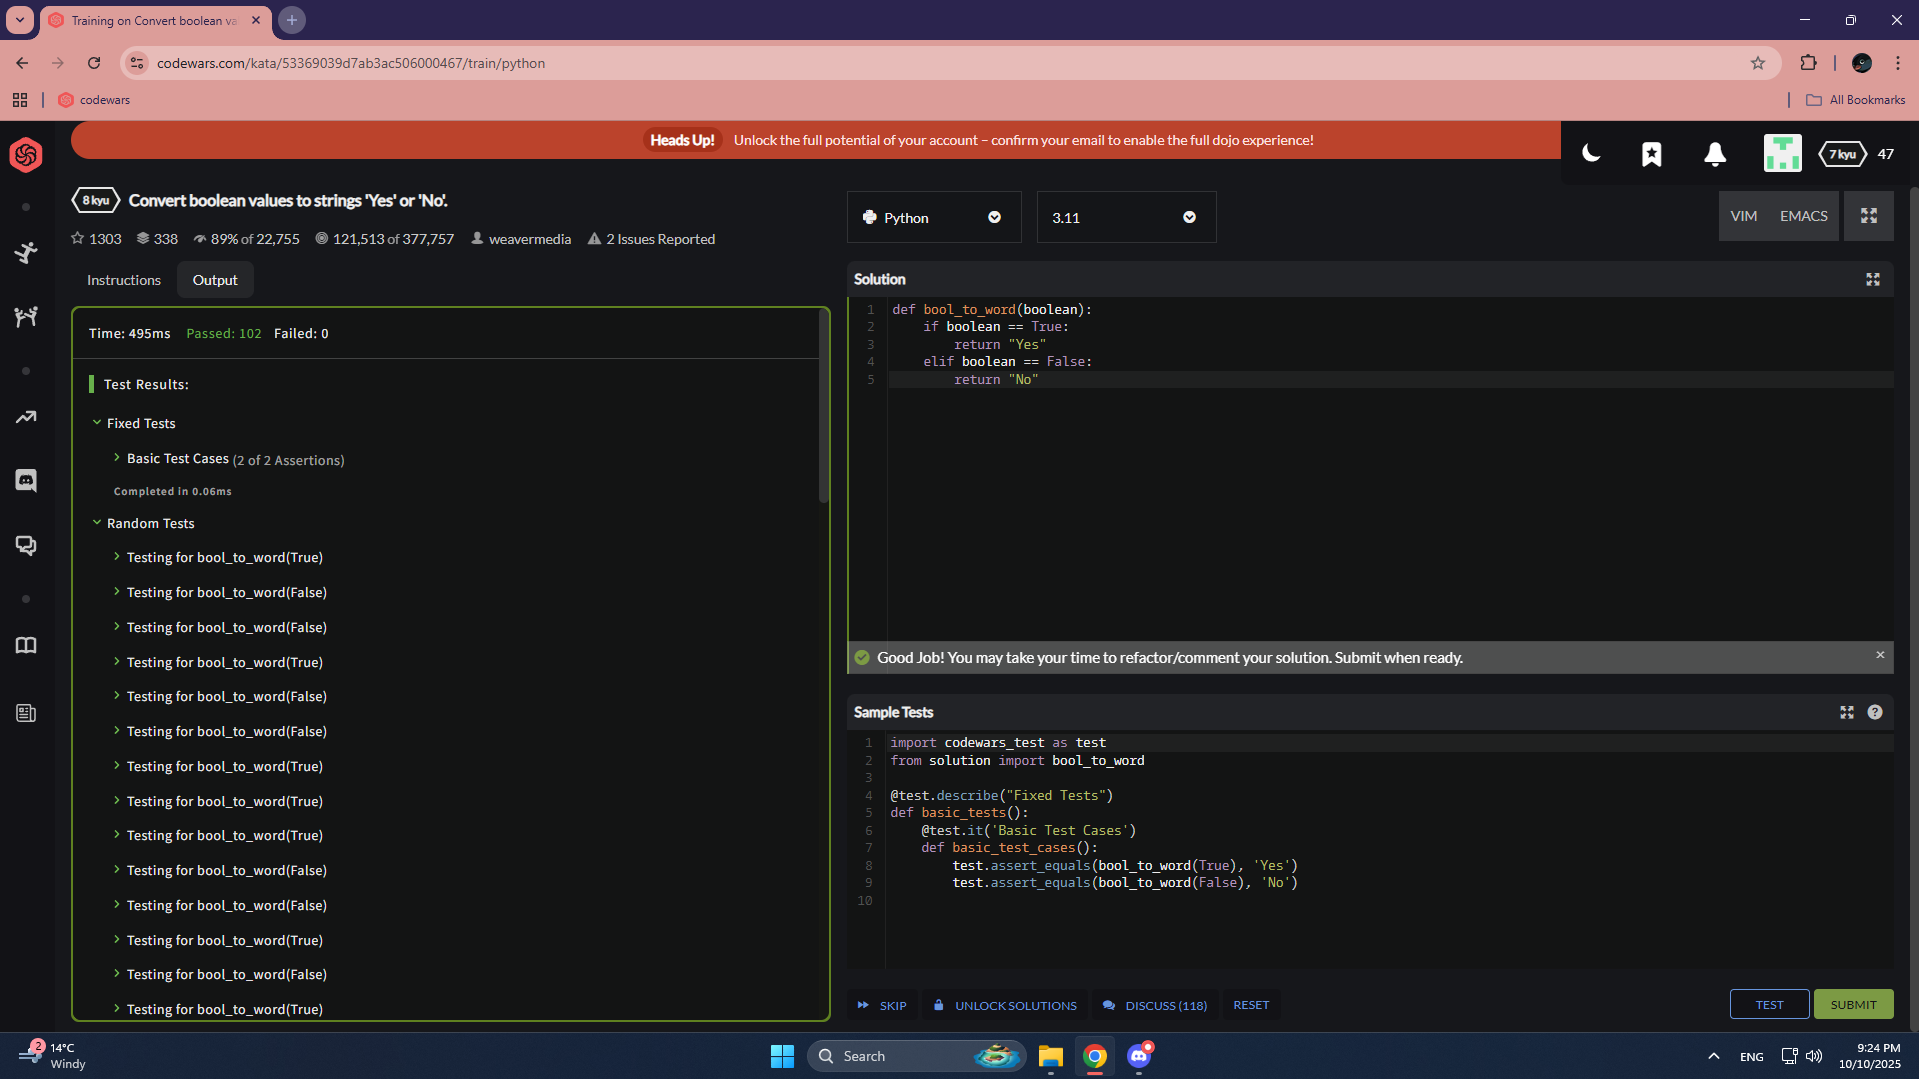 Training on Convert boolean va
codewars.com/kata/53369039d7ab3ac506000467/train/python
codewars
All Bookmarks
Heads Up! Unlock the full potential of your account – confirm your email to enable the full dojo experience!
7 kyu 47
8 kyu Convert boolean values to strings 'Yes' or 'No'.
1303 338 89% of 22,755 121,513 of 377,757 weavermedia 2 Issues Reported
Python
3.11
VIM EMACS
Instructions Output
Time: 495ms Passed: 102 Failed: 0
Test Results:
Fixed Tests
Basic Test Cases (2 of 2 Assertions)
Completed in 0.06ms
Random Tests
Testing for bool_to_word(True)
Testing for bool_to_word(False)
Testing for bool_to_word(False)
Testing for bool_to_word(True)
Testing for bool_to_word(False)
Testing for bool_to_word(False)
Testing for bool_to_word(True)
Testing for bool_to_word(True)
Testing for bool_to_word(True)
Testing for bool_to_word(False)
Testing for bool_to_word(False)
Testing for bool_to_word(True)
Testing for bool_to_word(False)
Testing for bool_to_word(True)
Solution
1 def bool_to_word(boolean):
2 if boolean == True:
3 return "Yes"
4 elif boolean == False:
5 return "No"
Good Job! You may take your time to refactor/comment your solution. Submit when ready.
Sample Tests
1 import codewars_test as test
2 from solution import bool_to_word
3
4 @test.describe("Fixed Tests")
5 def basic_tests():
6 @test.it('Basic Test Cases')
7 def basic_test_cases():
8 test.assert_equals(bool_to_word(True), 'Yes')
9 test.assert_equals(bool_to_word(False), 'No')
10
SKIP UNLOCK SOLUTIONS DISCUSS (118) RESET TEST SUBMIT
2
14°C
Windy
Search
ENG
9:24 PM
10/10/2025